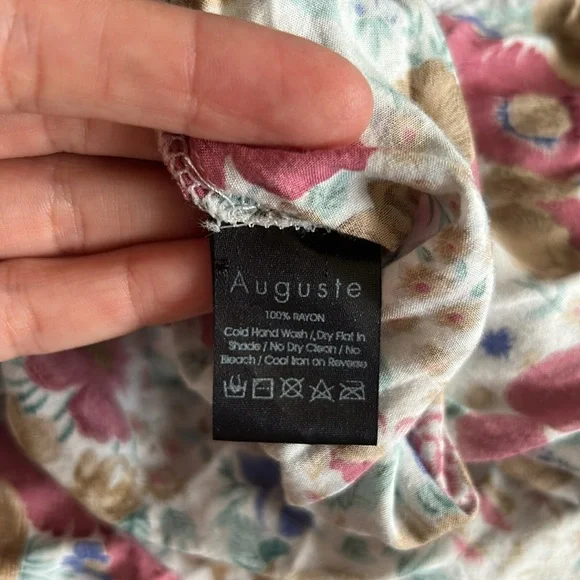 Auguste
100% RAYON
Cold Hand Wash /, Dry Flat In
Shade / No Dry Clean / No
Bleach / Cool Iron on Reverse